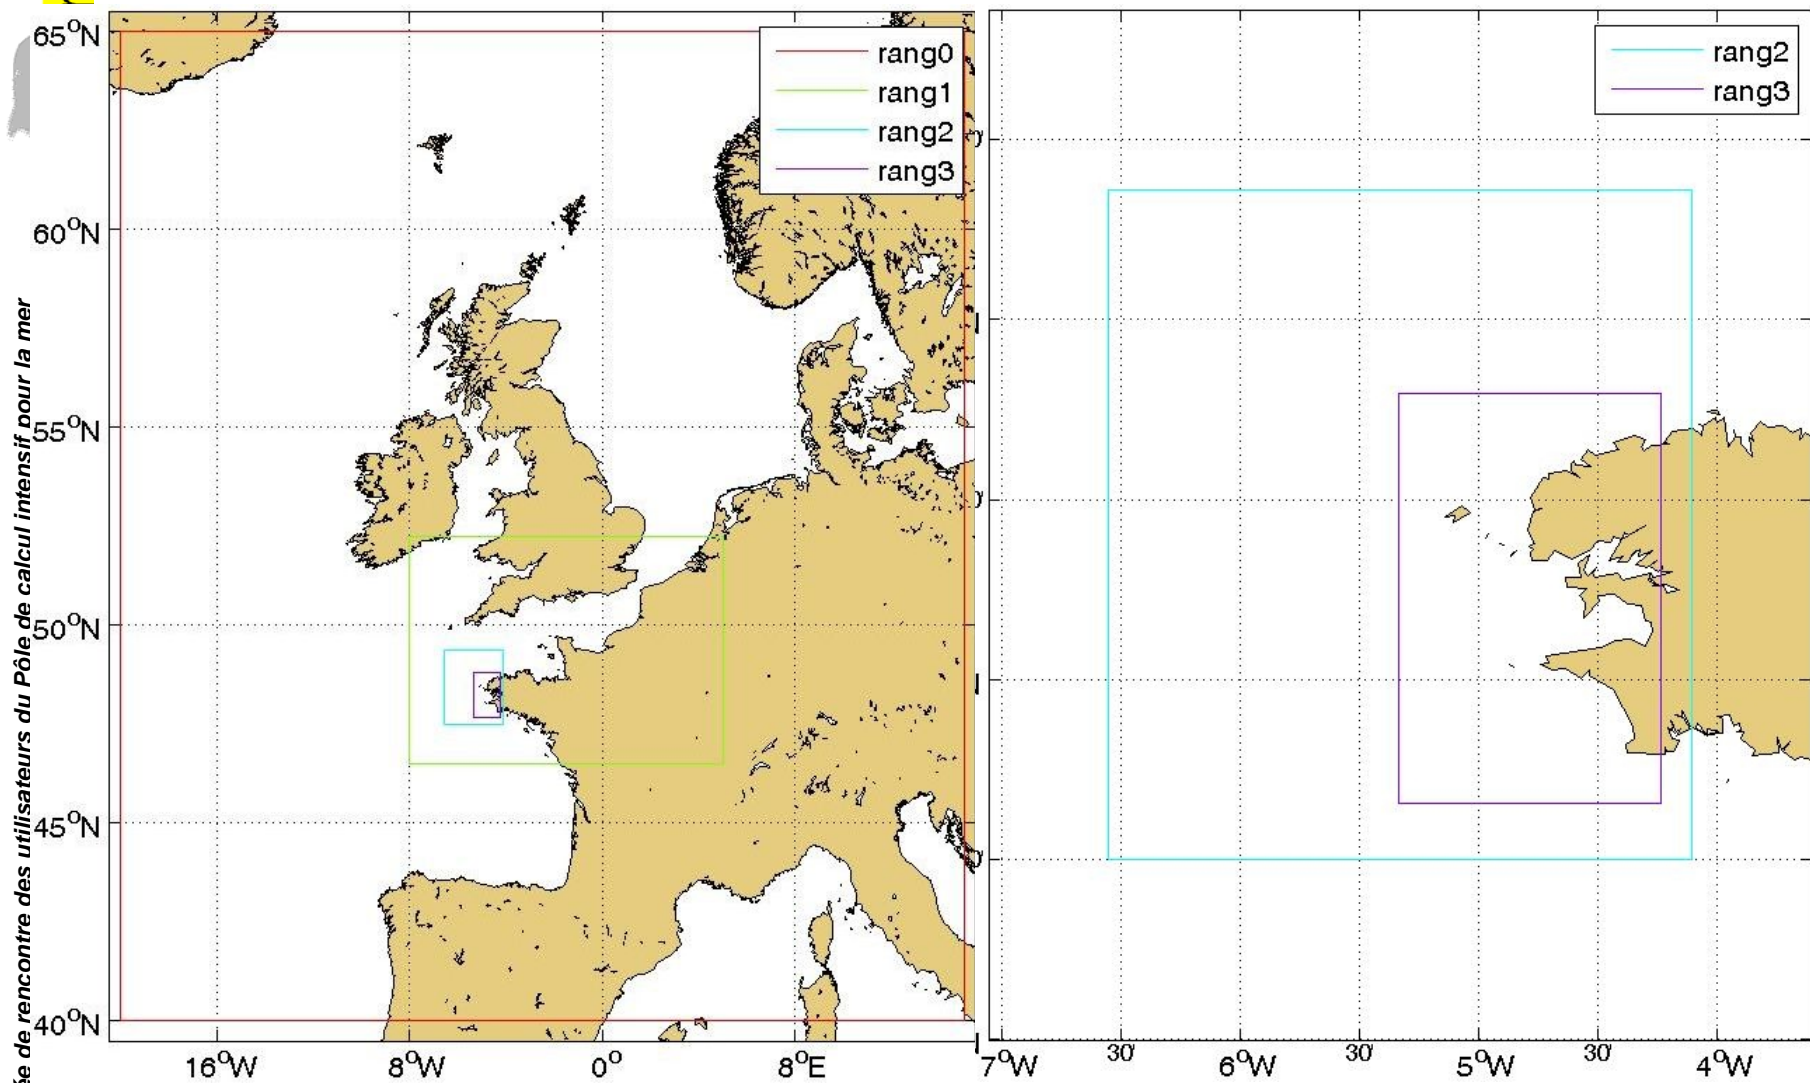 ée de rencontre des utilisateurs du Pôle de calcul intensif pour la mer
65°N
60°N
55°N
50°N
45°N
40°N
16°W
8°W
0°
8°E
rang0
rang1
rang2
rang3
rang2
rang3
7°W
30'
6°W
30'
5°W
30'
4°W